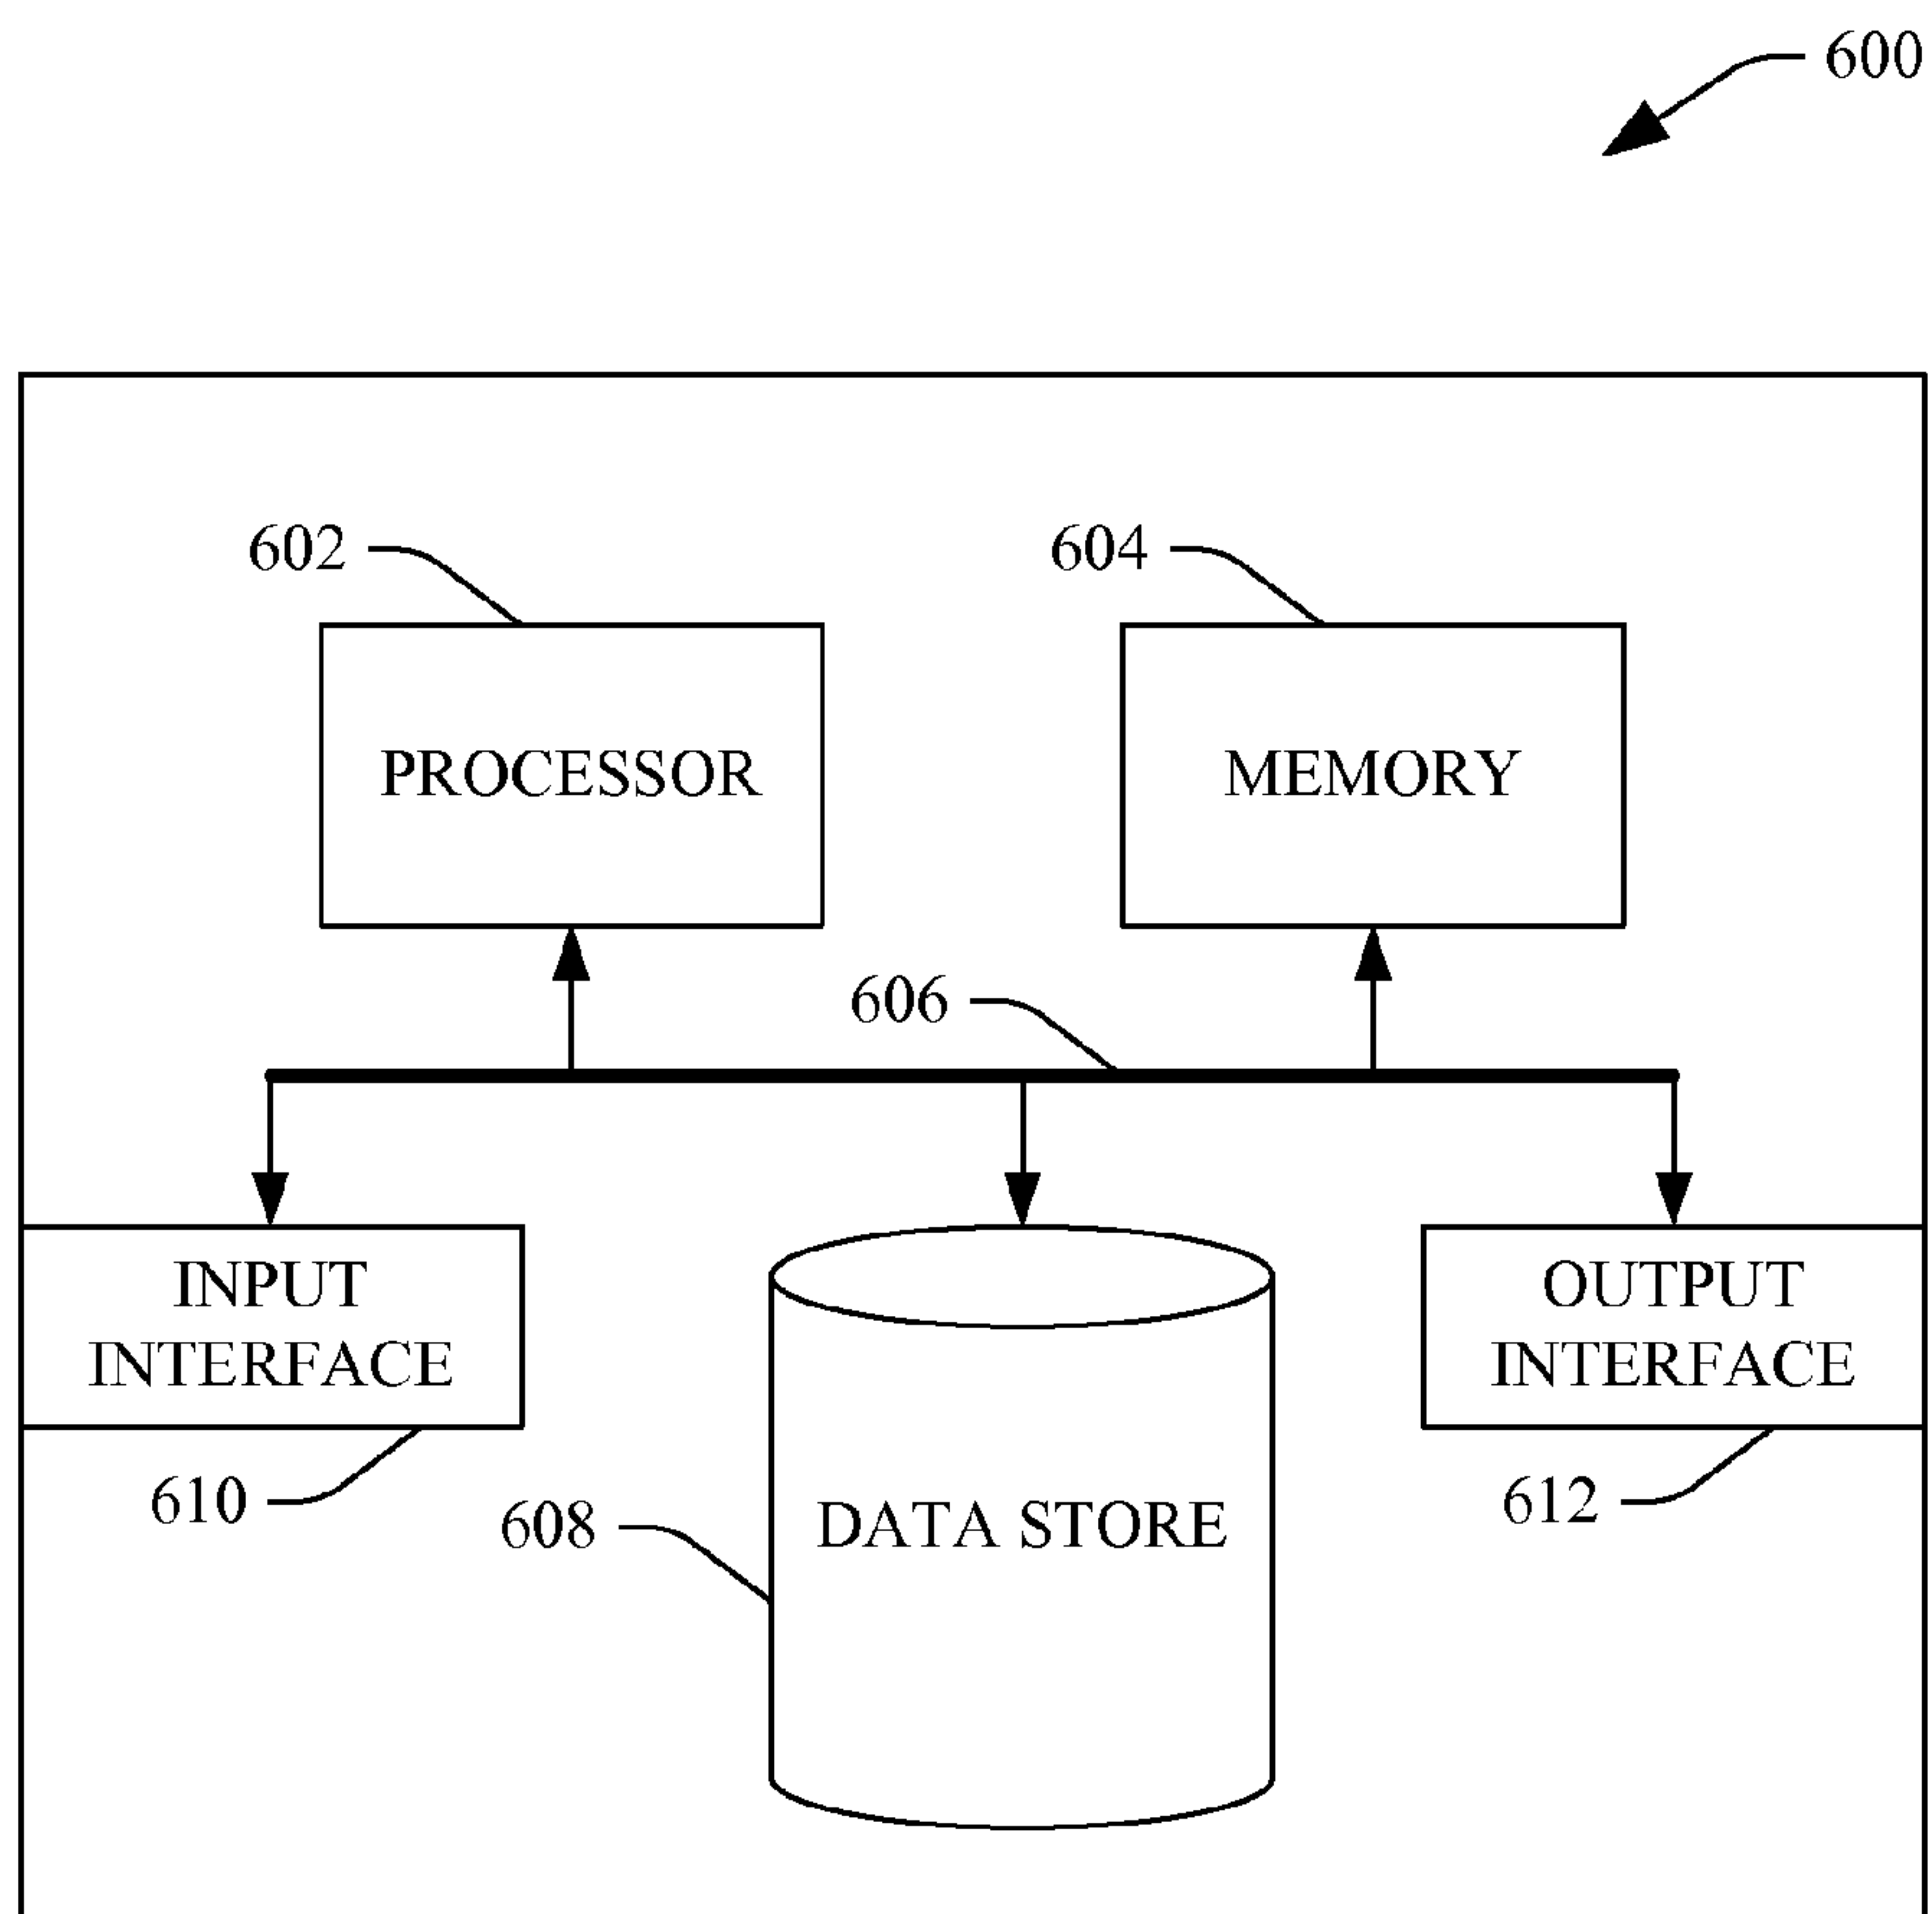 600
602
604
PROCESSOR
MEMORY
606
INPUT
INTERFACE
OUTPUT
INTERFACE
610
608
DATA STORE
612